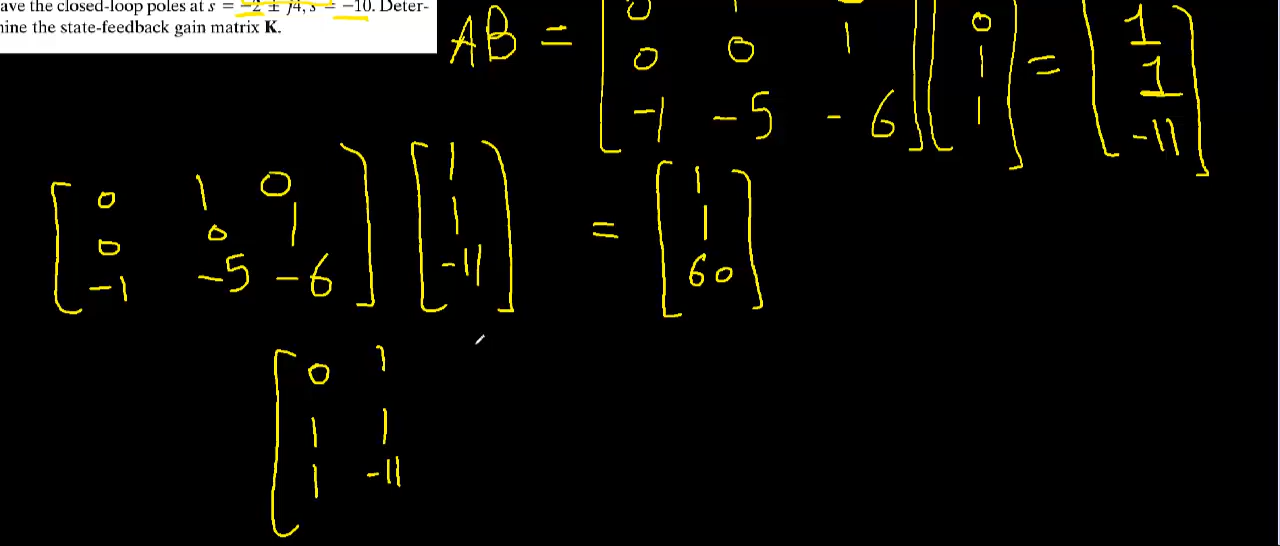 ave the closed-loop poles at s = −2 ± j4, s = −10. Deter-
mine the state-feedback gain matrix K.
0 1 0 1
AB = 0 0 1 1 = 1
-1 -5 -6 1 -11
0 1 0 1 1
0 0 1 1 = 1
-1 -5 -6 -11 60
0 1
1 1
1 -11